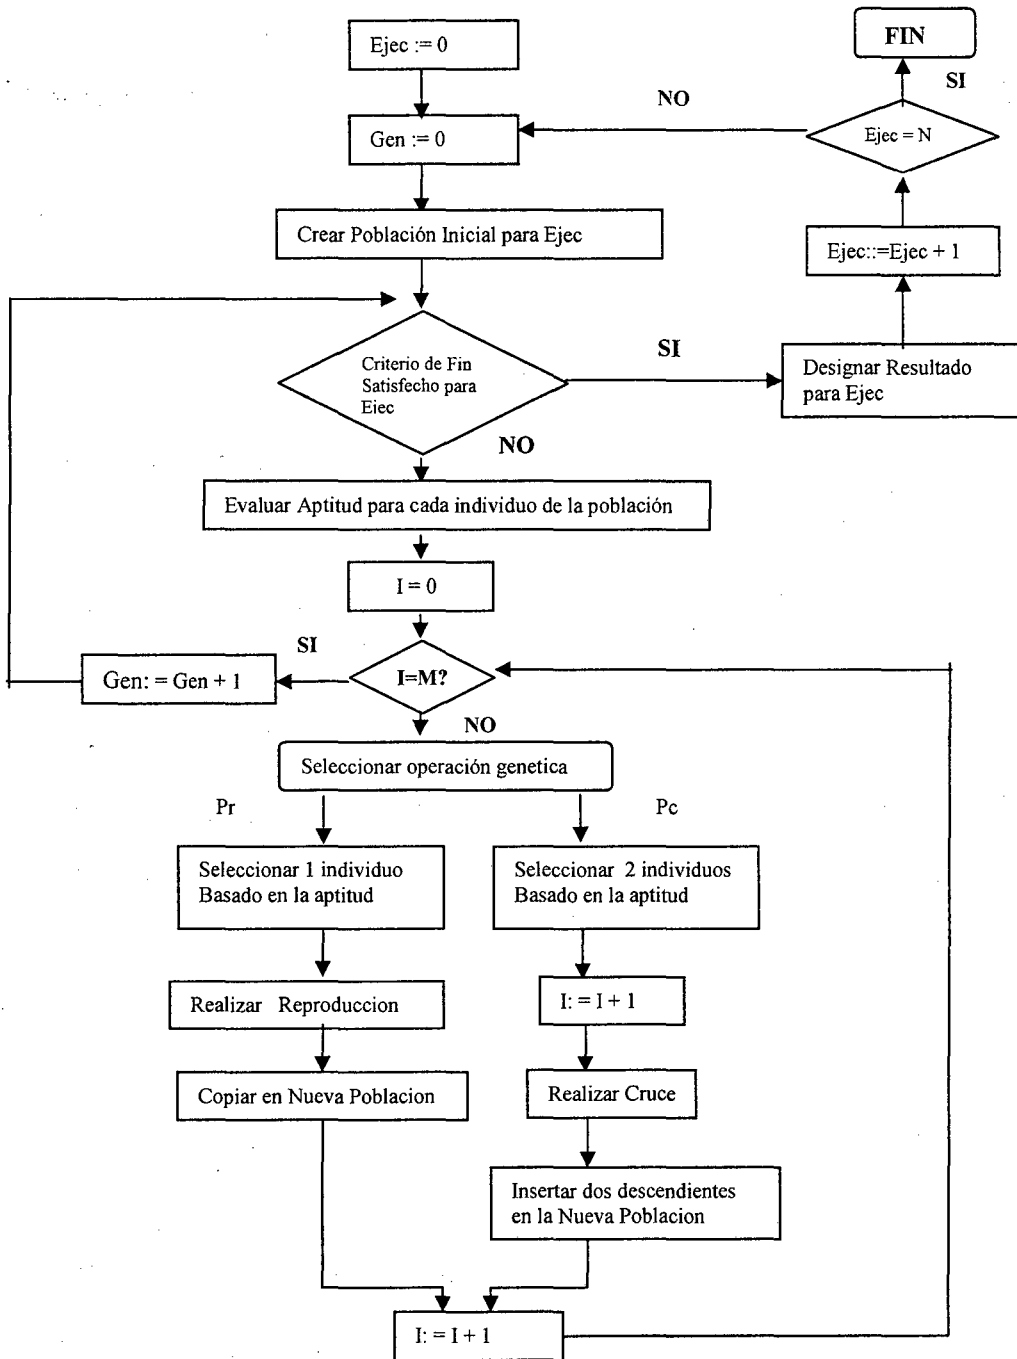 Ejec := 0
FIN
SI
NO
Gen := 0
Ejec = N
Crear Población Inicial para Ejec
Ejec::=Ejec + 1
Criterio de Fin
Satisfecho para
Eiec
SI
Designar Resultado
para Ejec
NO
Evaluar Aptitud para cada individuo de la población
I = 0
SI
Gen: = Gen + 1
I=M?
NO
Seleccionar operación genetica
Pr
Pc
Seleccionar 1 individuo
Basado en la aptitud
Seleccionar 2 individuos
Basado en la aptitud
Realizar Reproduccion
I: = I + 1
Copiar en Nueva Poblacion
Realizar Cruce
Insertar dos descendientes
en la Nueva Poblacion
I: = I + 1